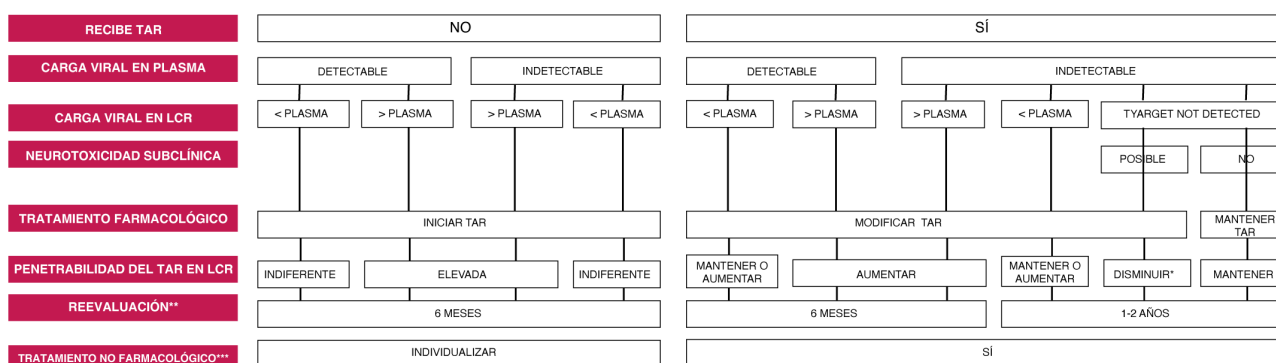 RECIBE TAR NO SÍ
CARGA VIRAL EN PLASMA DETECTABLE INDETECTABLE DETECTABLE INDETECTABLE
CARGA VIRAL EN LCR < PLASMA > PLASMA > PLASMA < PLASMA < PLASMA > PLASMA > PLASMA < PLASMA TYARGET NOT DETECTED
NEUROTOXICIDAD SUBCLÍNICA POSIBLE NO
TRATAMIENTO FARMACOLÓGICO INICIAR TAR MODIFICAR TAR MANTENER
TAR
PENETRABILIDAD DEL TAR EN LCR INDIFERENTE ELEVADA INDIFERENTE MANTENER O
AUMENTAR AUMENTAR MANTENER O
AUMENTAR DISMINUIR* MANTENER
REEVALUACIÓN** 6 MESES 6 MESES 1-2 AÑOS
TRATAMIENTO NO FARMACOLÓGICO*** INDIVIDUALIZAR SÍ